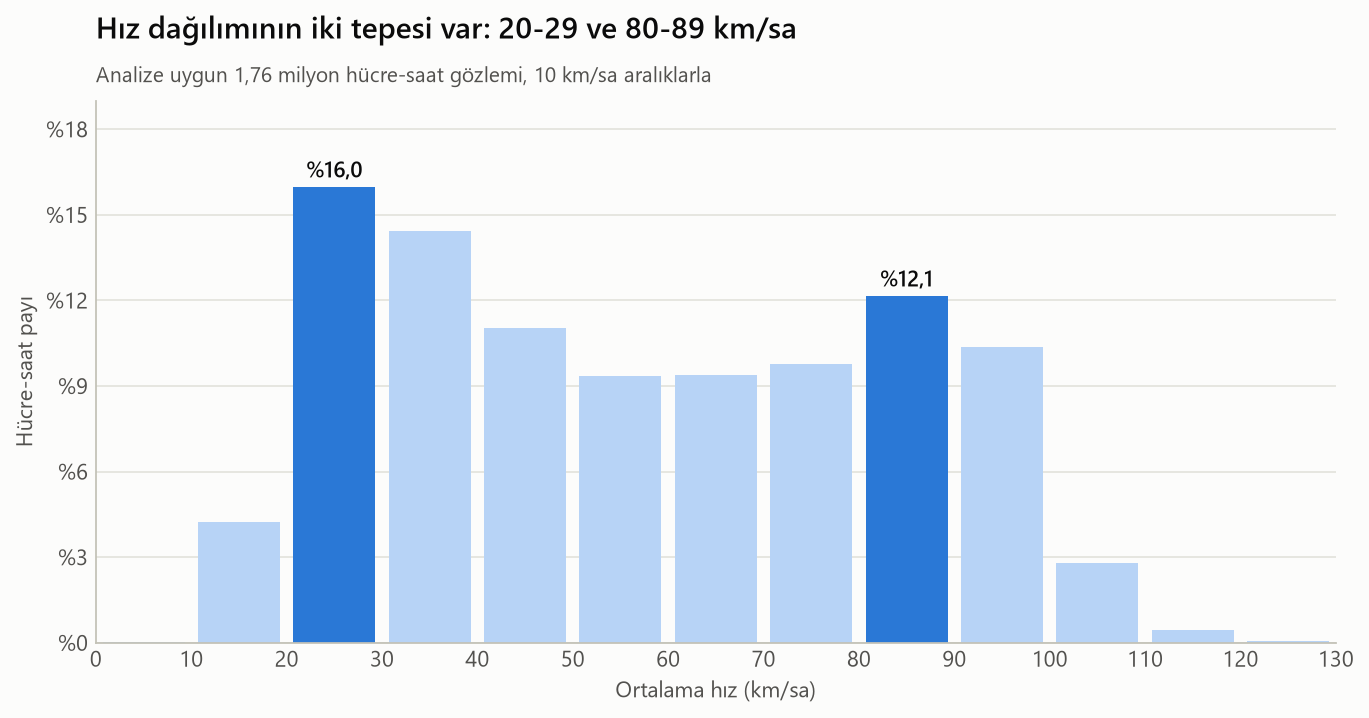 Hız dağılımının iki tepesi var: 20-29 ve 80-89 km/sa
Analize uygun 1,76 milyon hücre-saat gözlemi, 10 km/sa aralıklarla
Hücre-saat payı
%18
%15
%12
%9
%6
%3
%0
%16,0
%12,1
0 10 20 30 40 50 60 70 80 90 100 110 120 130
Ortalama hız (km/sa)